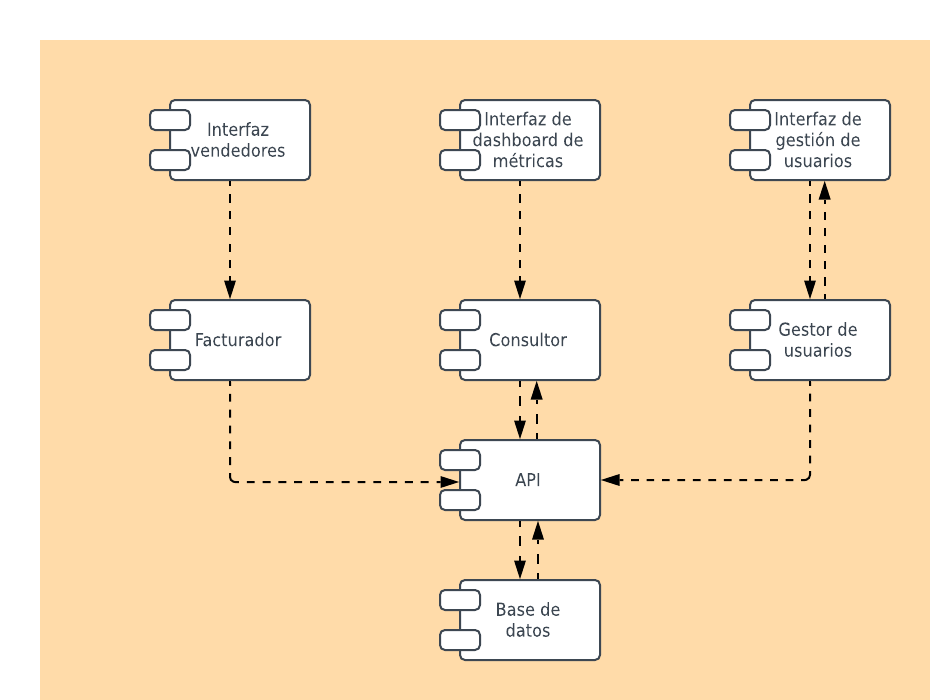 Interfaz
vendedores
Interfaz de
dashboard de
métricas
Interfaz de
gestión de
usuarios
Facturador
Consultor
Gestor de
usuarios
API
Base de
datos